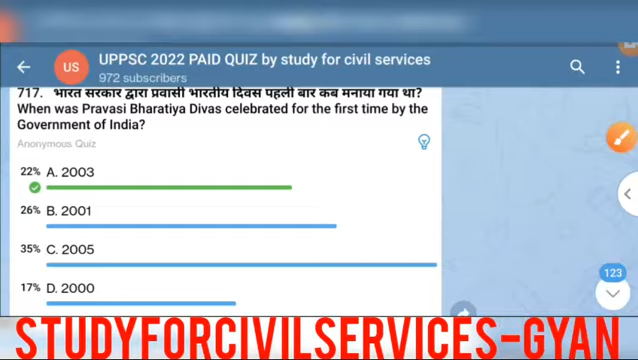 UPPSC 2022 PAID QUIZ by study for civil services
US
972 subscribers
717. भारत सरकार द्वारा प्रवासी भारतीय दिवस पहली बार कब मनाया गया था?
When was Pravasi Bharatiya Divas celebrated for the first time by the
Government of India?
Anonymous Quiz
22% A. 2003
26% B. 2001
35% C. 2005
17% D. 2000
123
STUDYFORCIVILSERVICES-GYAN